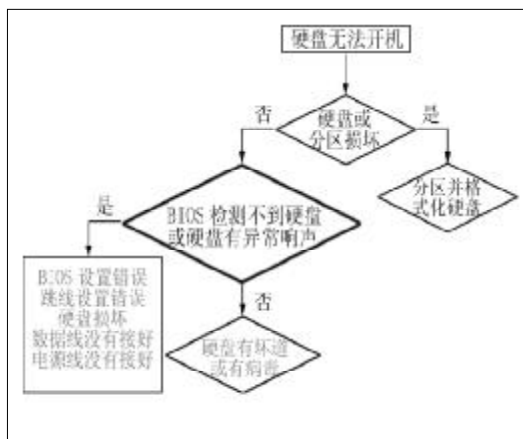 硬盘无法开机
硬盘或
分区损坏
否
是
分区并格
式化硬盘
BIOS 检测不到硬盘
或硬盘有异常响声
是
否
BIOS 设置错误
跳线设置错误
硬盘损坏
数据线没有接好
电源线没有接好
硬盘有坏道
或有病毒